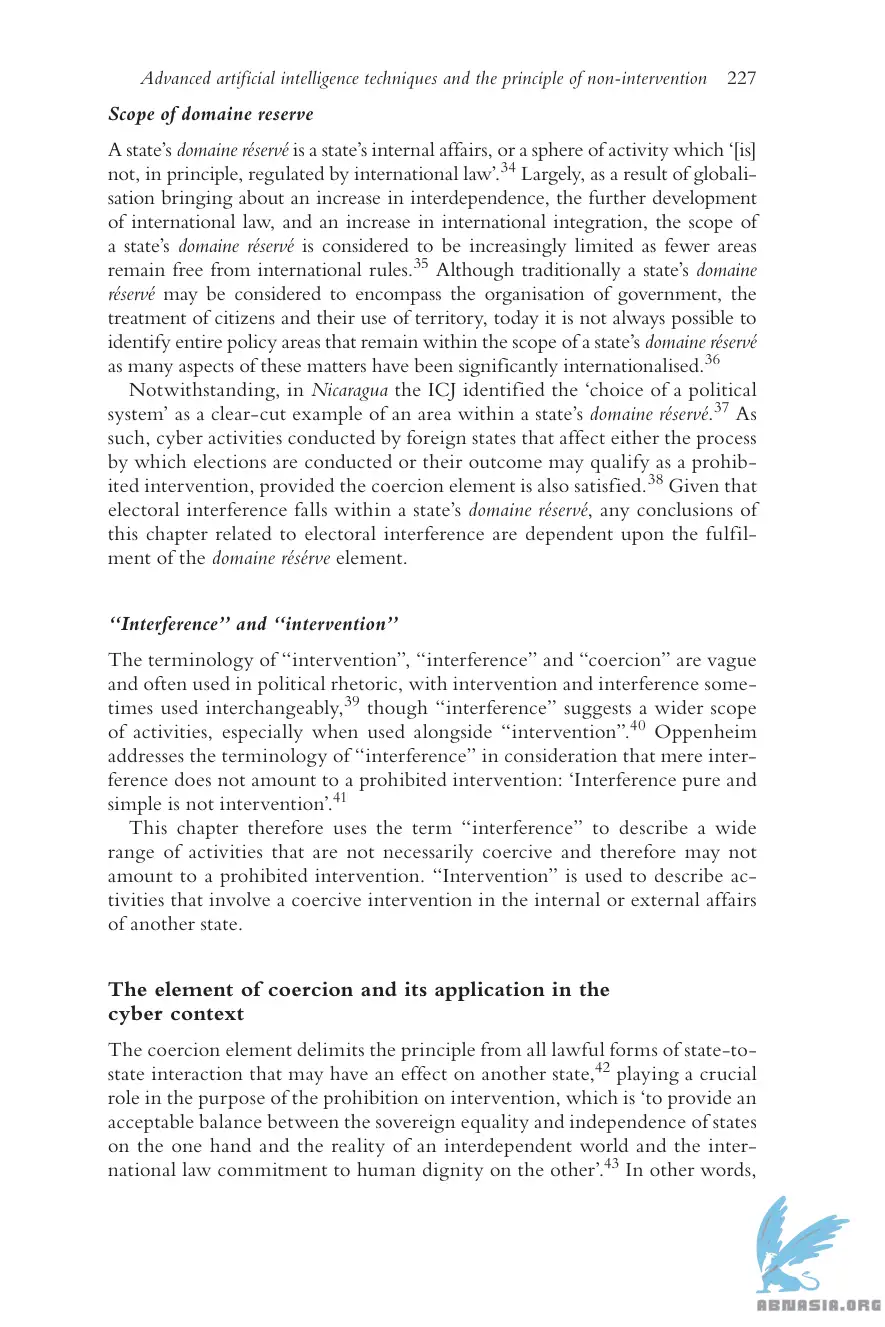 Advanced artificial intelligence techniques and the principle of non-intervention 227
Scope of domaine reserve
A state's domaine réservé is a state's internal affairs, or a sphere of activity which ‘[is]
not, in principle, regulated by international law’.34 Largely, as a result of globali-
sation bringing about an increase in interdependence, the further development
of international law, and an increase in international integration, the scope of
a state's domaine réservé is considered to be increasingly limited as fewer areas
remain free from international rules.35 Although traditionally a state's domaine
réservé may be considered to encompass the organisation of government, the
treatment of citizens and their use of territory, today it is not always possible to
identify entire policy areas that remain within the scope of a state's domaine réservé
as many aspects of these matters have been significantly internationalised.36
Notwithstanding, in Nicaragua the ICJ identified the ‘choice of a political
system’ as a clear-cut example of an area within a state's domaine réservé.37 As
such, cyber activities conducted by foreign states that affect either the process
by which elections are conducted or their outcome may qualify as a prohib-
ited intervention, provided the coercion element is also satisfied.38 Given that
electoral interference falls within a state's domaine réservé, any conclusions of
this chapter related to electoral interference are dependent upon the fulfil-
ment of the domaine résérve element.
“Interference” and “intervention”
The terminology of “intervention”, “interference” and “coercion” are vague
and often used in political rhetoric, with intervention and interference some-
times used interchangeably,39 though “interference” suggests a wider scope
of activities, especially when used alongside “intervention”.40 Oppenheim
addresses the terminology of “interference” in consideration that mere inter-
ference does not amount to a prohibited intervention: ‘Interference pure and
simple is not intervention’.41
This chapter therefore uses the term “interference” to describe a wide
range of activities that are not necessarily coercive and therefore may not
amount to a prohibited intervention. “Intervention” is used to describe ac-
tivities that involve a coercive intervention in the internal or external affairs
of another state.
The element of coercion and its application in the
cyber context
The coercion element delimits the principle from all lawful forms of state-to-
state interaction that may have an effect on another state,42 playing a crucial
role in the purpose of the prohibition on intervention, which is ‘to provide an
acceptable balance between the sovereign equality and independence of states
on the one hand and the reality of an interdependent world and the inter-
national law commitment to human dignity on the other’.43 In other words,
ABNASIA.ORG